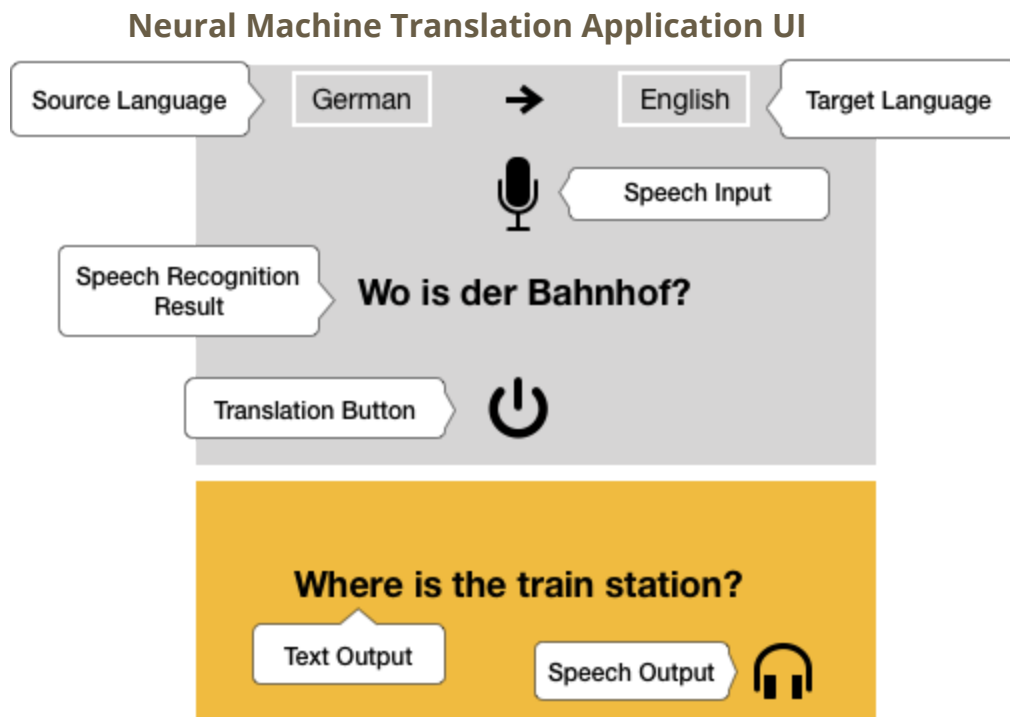 Neural Machine Translation Application UI
Source Language
German
English
Target Language
Speech Input
Speech Recognition
Result
Wo is der Bahnhof?
Translation Button
Where is the train station?
Text Output
Speech Output